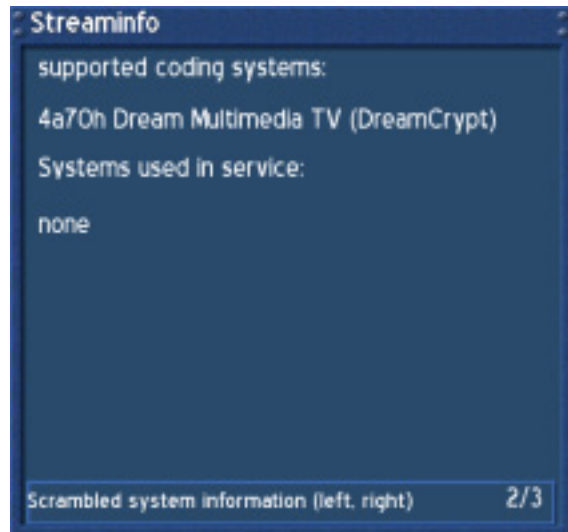 Streaminfo
supported coding systems:
4a70h Dream Multimedia TV (DreamCrypt)
Systems used in service:
none
Scrambled system information (left, right) 2/3